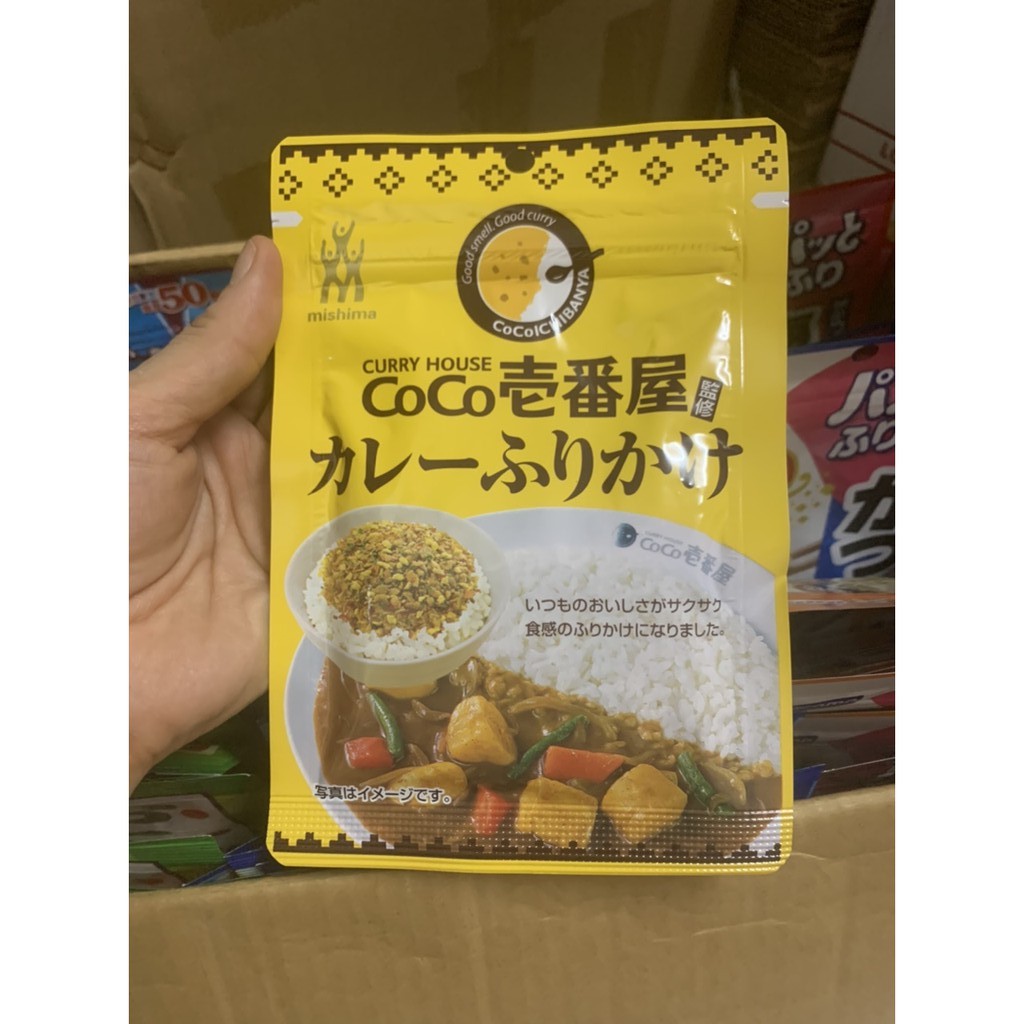 mishima
Good smell. Good curry
CoCoICHIBANYA
CURRY HOUSE
CoCo壱番屋
監修
カレーふりかけ
CURRY HOUSE
CoCo壱番屋
いつものおいしさがサクサク
食感のふりかけになりました。
写真はイメージです。
50